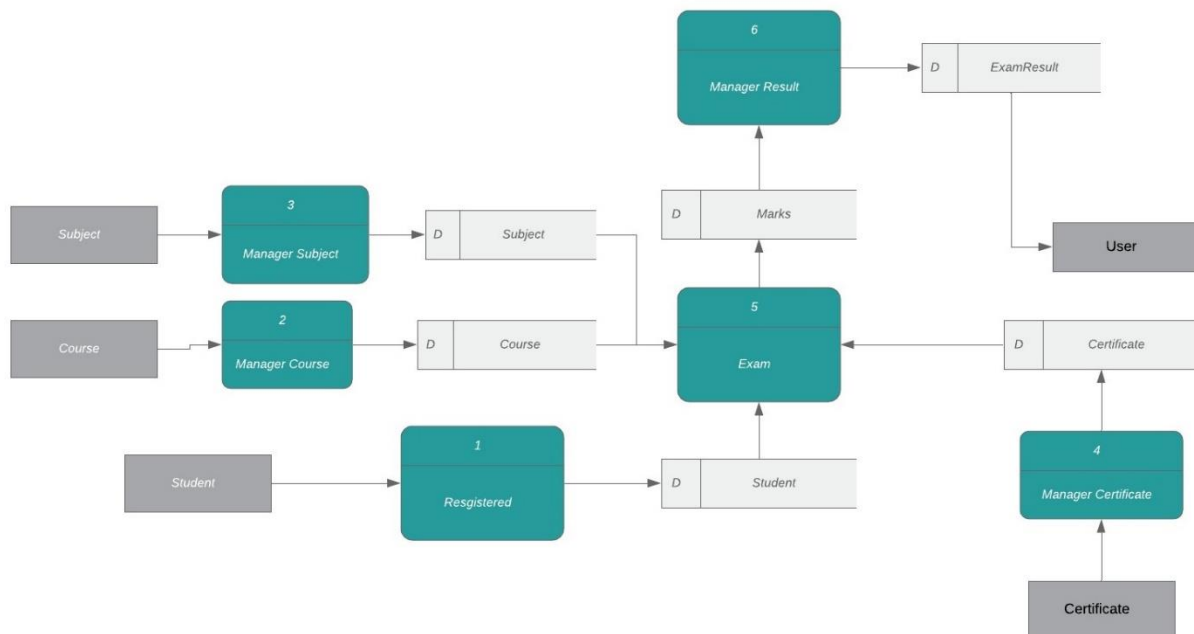 6
Manager Result
D
ExamResult
3
Manager Subject
Subject
D
Subject
D
Marks
User
2
Manager Course
Course
D
Course
5
Exam
D
Certificate
1
Resgistered
Student
D
Student
4
Manager Certificate
Certificate